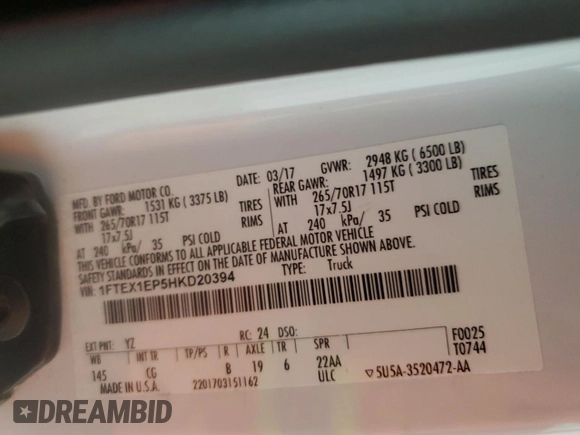 MFD. BY FORD MOTOR CO.
DATE: 03/17 GVWR: 2948 KG ( 6500 LB)
FRONT GAWR: 1531 KG ( 3375 LB) REAR GAWR: 1497 KG ( 3300 LB)
WITH 265/70R17 115T TIRES WITH 265/70R17 115T TIRES
17x7.5J RIMS 17x7.5J RIMS
AT 240 kPa/ 35 PSI COLD AT 240 kPa/ 35 PSI COLD
THIS VEHICLE CONFORMS TO ALL APPLICABLE FEDERAL MOTOR VEHICLE
SAFETY STANDARDS IN EFFECT ON THE DATE OF MANUFACTURE SHOWN ABOVE.
VIN: 1FTEX1EP5HKD20394 TYPE: Truck
EXT PNT: YZ RC: 24 DSO: F0025
WB INT TR TP/PS R AXLE TR SPR T0744
145 CG B 19 6 22AA
MADE IN U.S.A. 2201703151162 ULC ▽5U5A-3520472-AA
DREAMBID